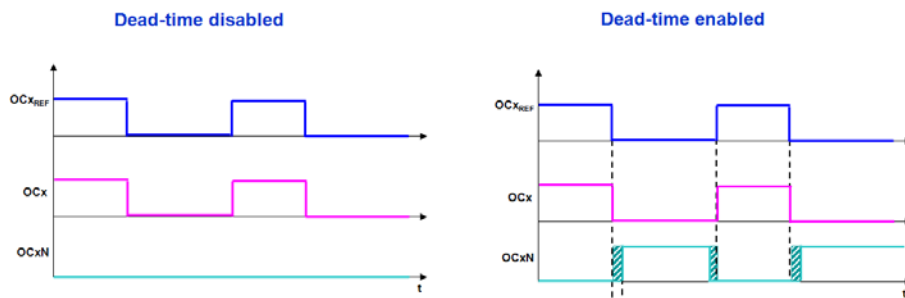 Dead-time disabled
OCxREF
OCx
OCxN
t
Dead-time enabled
OCxREF
OCx
OCxN
t